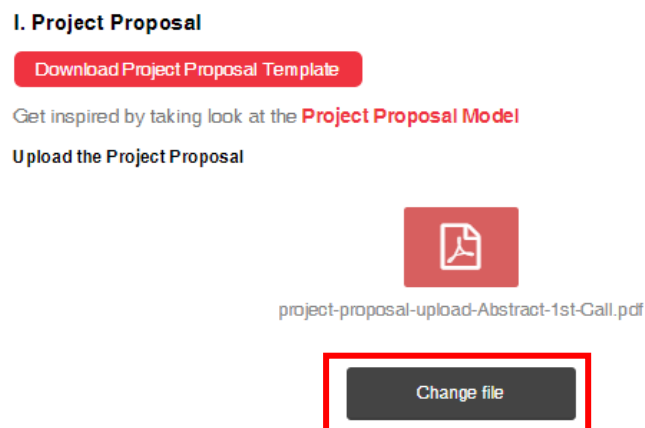 I. Project Proposal
Download Project Proposal Template
Get inspired by taking look at the Project Proposal Model
Upload the Project Proposal
project-proposal-upload-Abstract-1st-Call.pdf
Change file